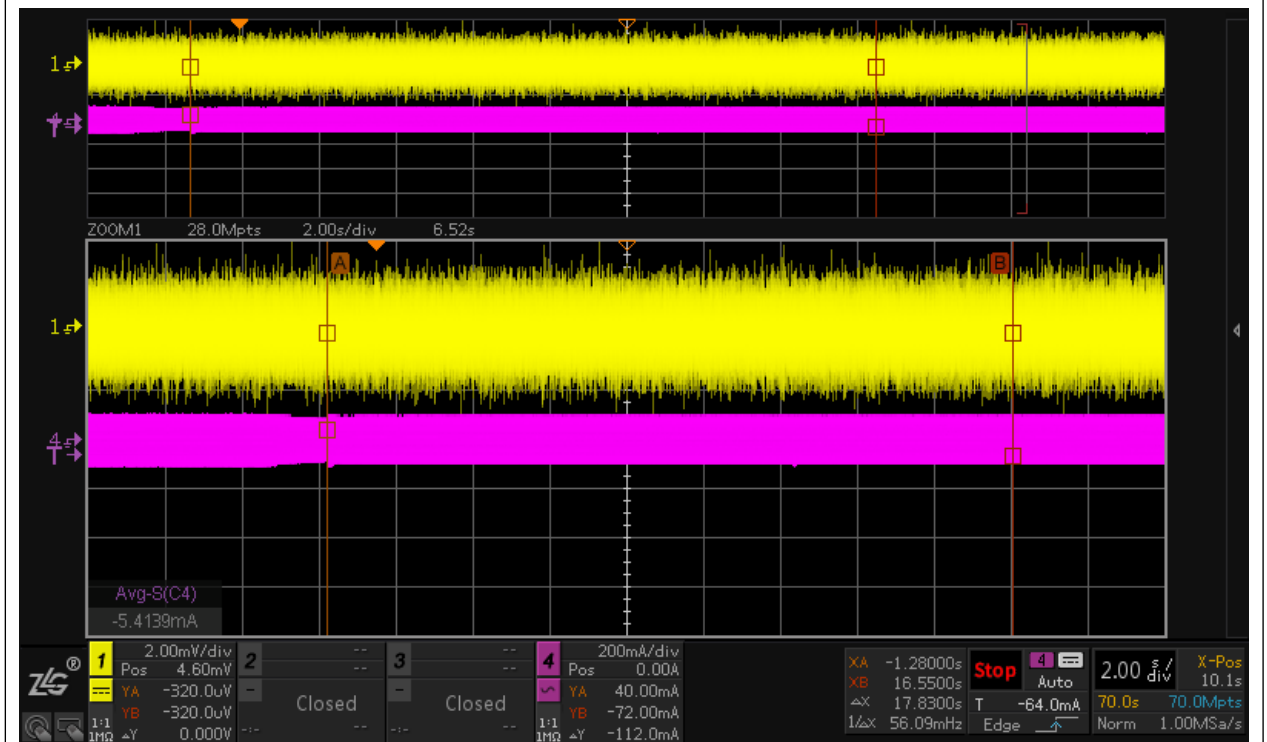 1
4
ZOOM1 28.0Mpts 2.00s/div 6.52s
A B
1
4
T
Avg-S(C4)
-5.4139mA
ZLG®
1 2.00mV/div
Pos 4.60mV
YA -320.0uV
YB -320.0uV
1:1
1MΩ △Y 0.000V
2 --
--
Closed
--
-:- --
3 --
--
Closed
--
-:- --
4 200mA/div
Pos 0.00A
YA 40.00mA
YB -72.00mA
1:1
1MΩ △Y -112.0mA
XA -1.28000s
XB 16.5500s
△X 17.8300s
1/△X 56.09mHz
Stop 4 Auto
T -64.0mA
Edge
2.00 s/div
X-Pos
10.1s
70.0s 70.0Mpts
Norm 1.00MSa/s